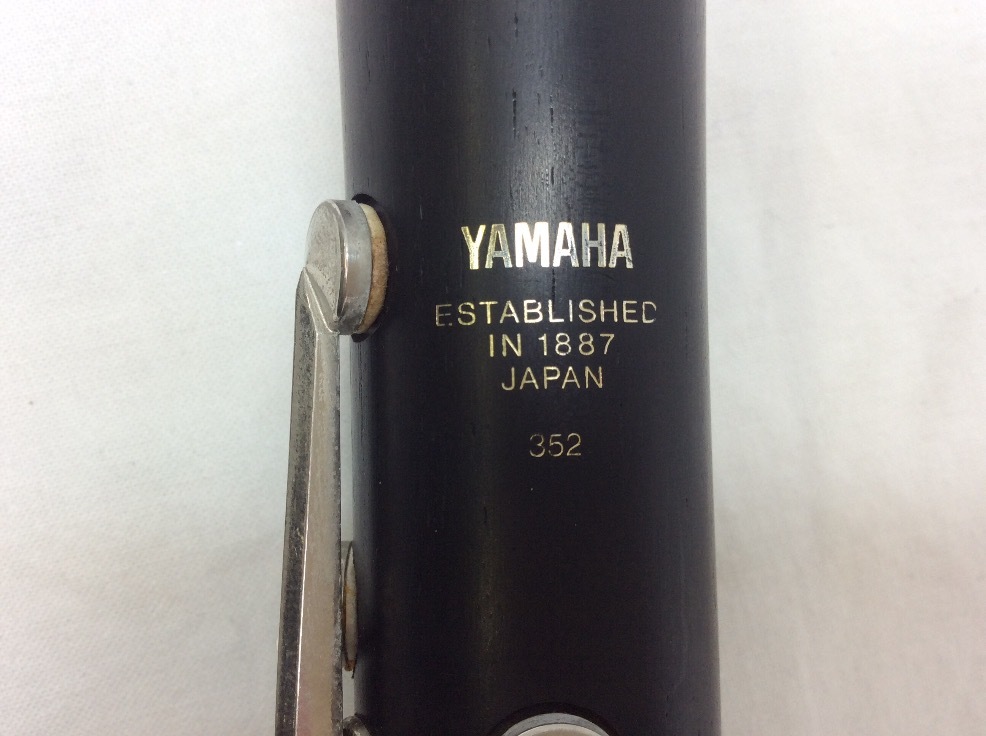 YAMAHA
ESTABLISHED
IN 1887
JAPAN
352